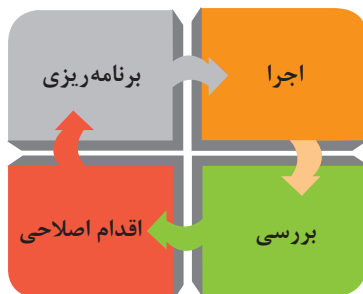 اجرا
برنامه‌ریزی
بررسی
اقدام اصلاحی